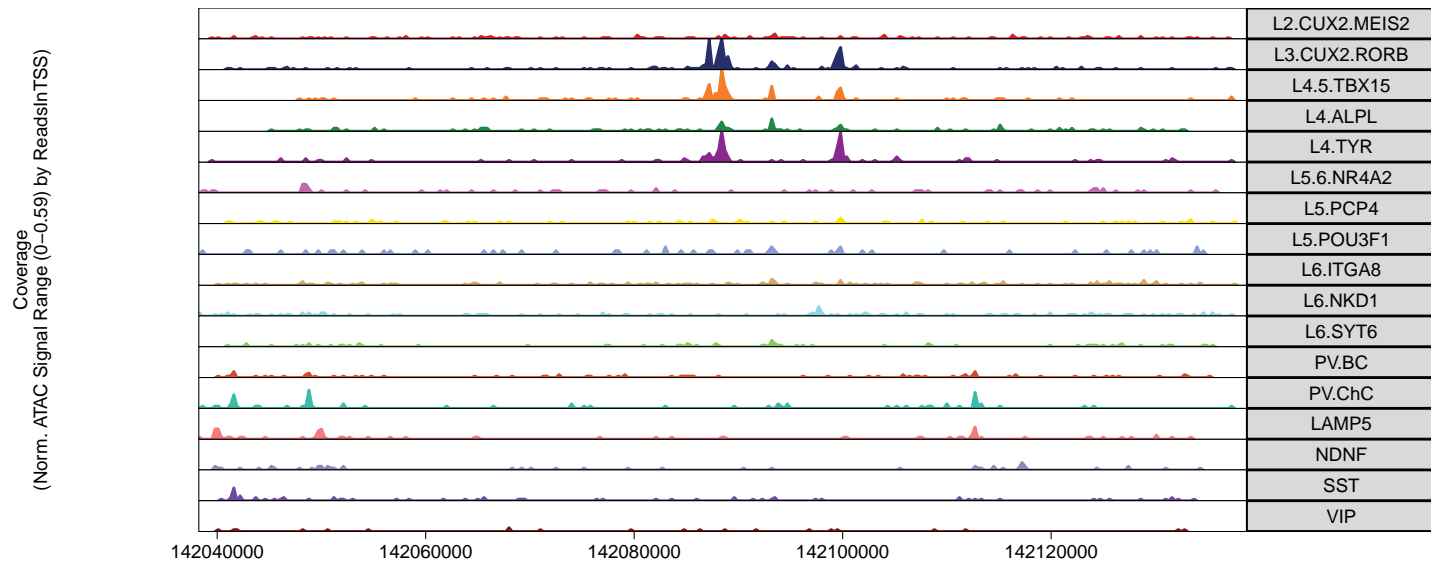 Coverage
(Norm. ATAC Signal Range (0−0.59) by ReadsInTSS)
L2.CUX2.MEIS2
L3.CUX2.RORB
L4.5.TBX15
L4.ALPL
L4.TYR
L5.6.NR4A2
L5.PCP4
L5.POU3F1
L6.ITGA8
L6.NKD1
L6.SYT6
PV.BC
PV.ChC
LAMP5
NDNF
SST
VIP
142040000 142060000 142080000 142100000 142120000